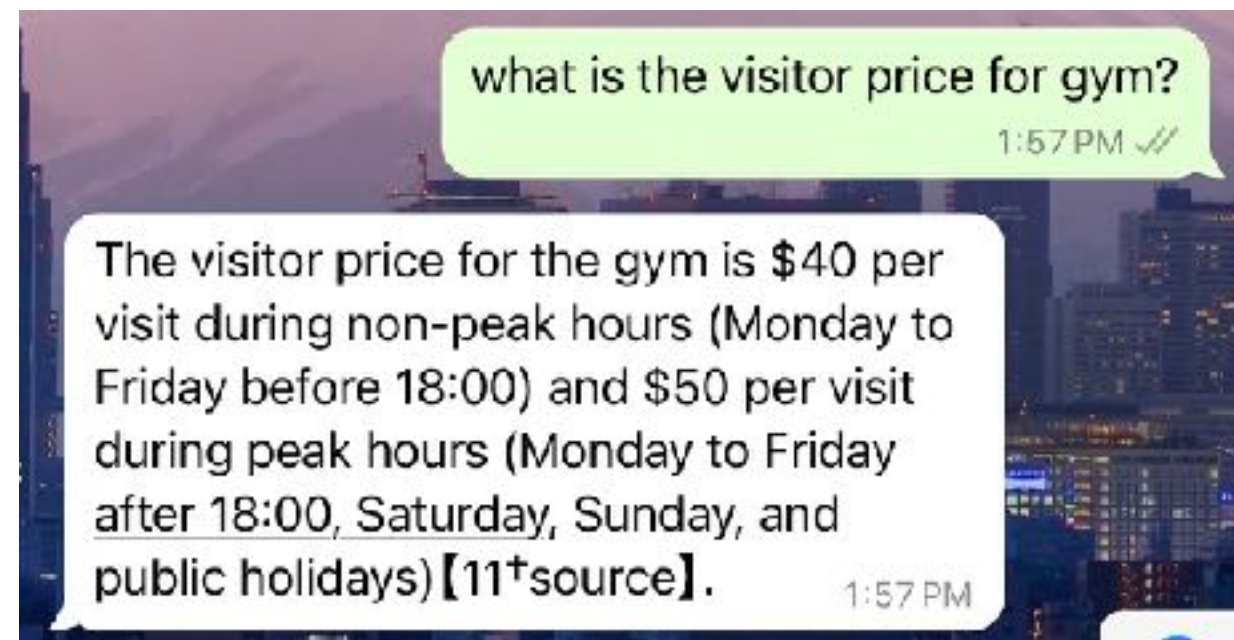 what is the visitor price for gym?
1:57 PM
The visitor price for the gym is $40 per
visit during non-peak hours (Monday to
Friday before 18:00) and $50 per visit
during peak hours (Monday to Friday
after 18:00, Saturday, Sunday, and
public holidays)【11†source】.
1:57 PM